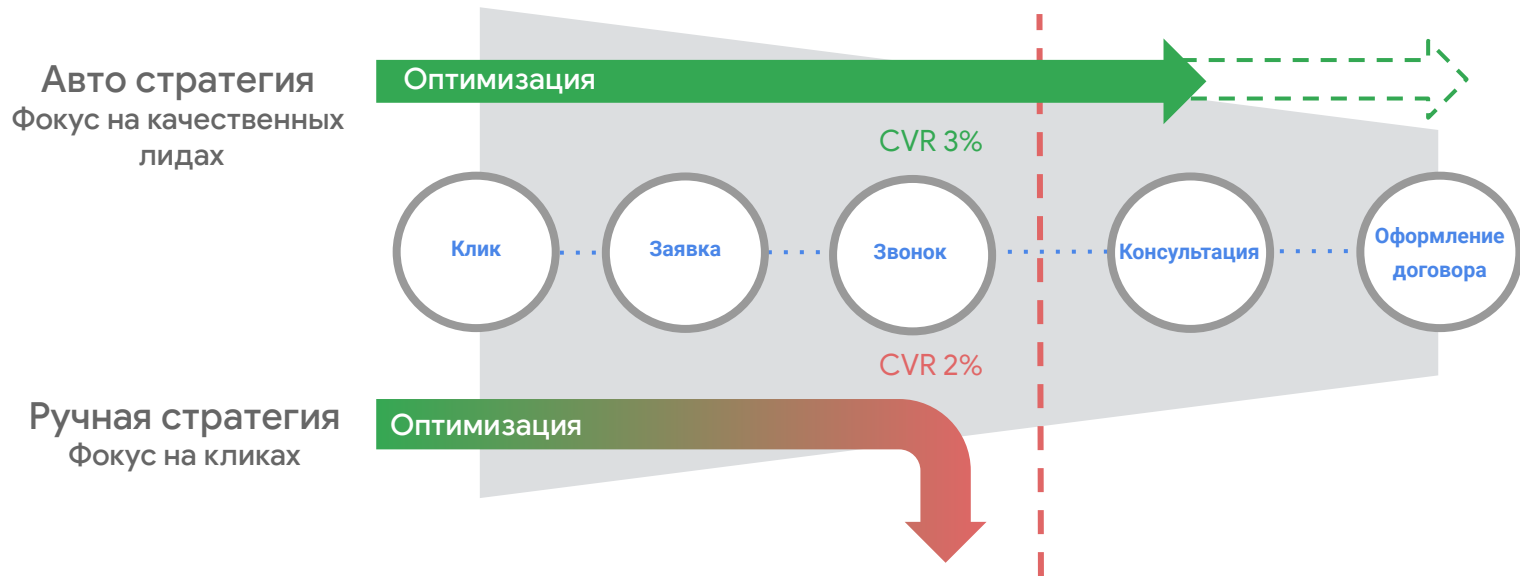 Авто стратегия
Фокус на качественных
лидах
Оптимизация
CVR 3%
Клик
Заявка
Звонок
Консультация
Оформление
договора
CVR 2%
Ручная стратегия
Фокус на кликах
Оптимизация